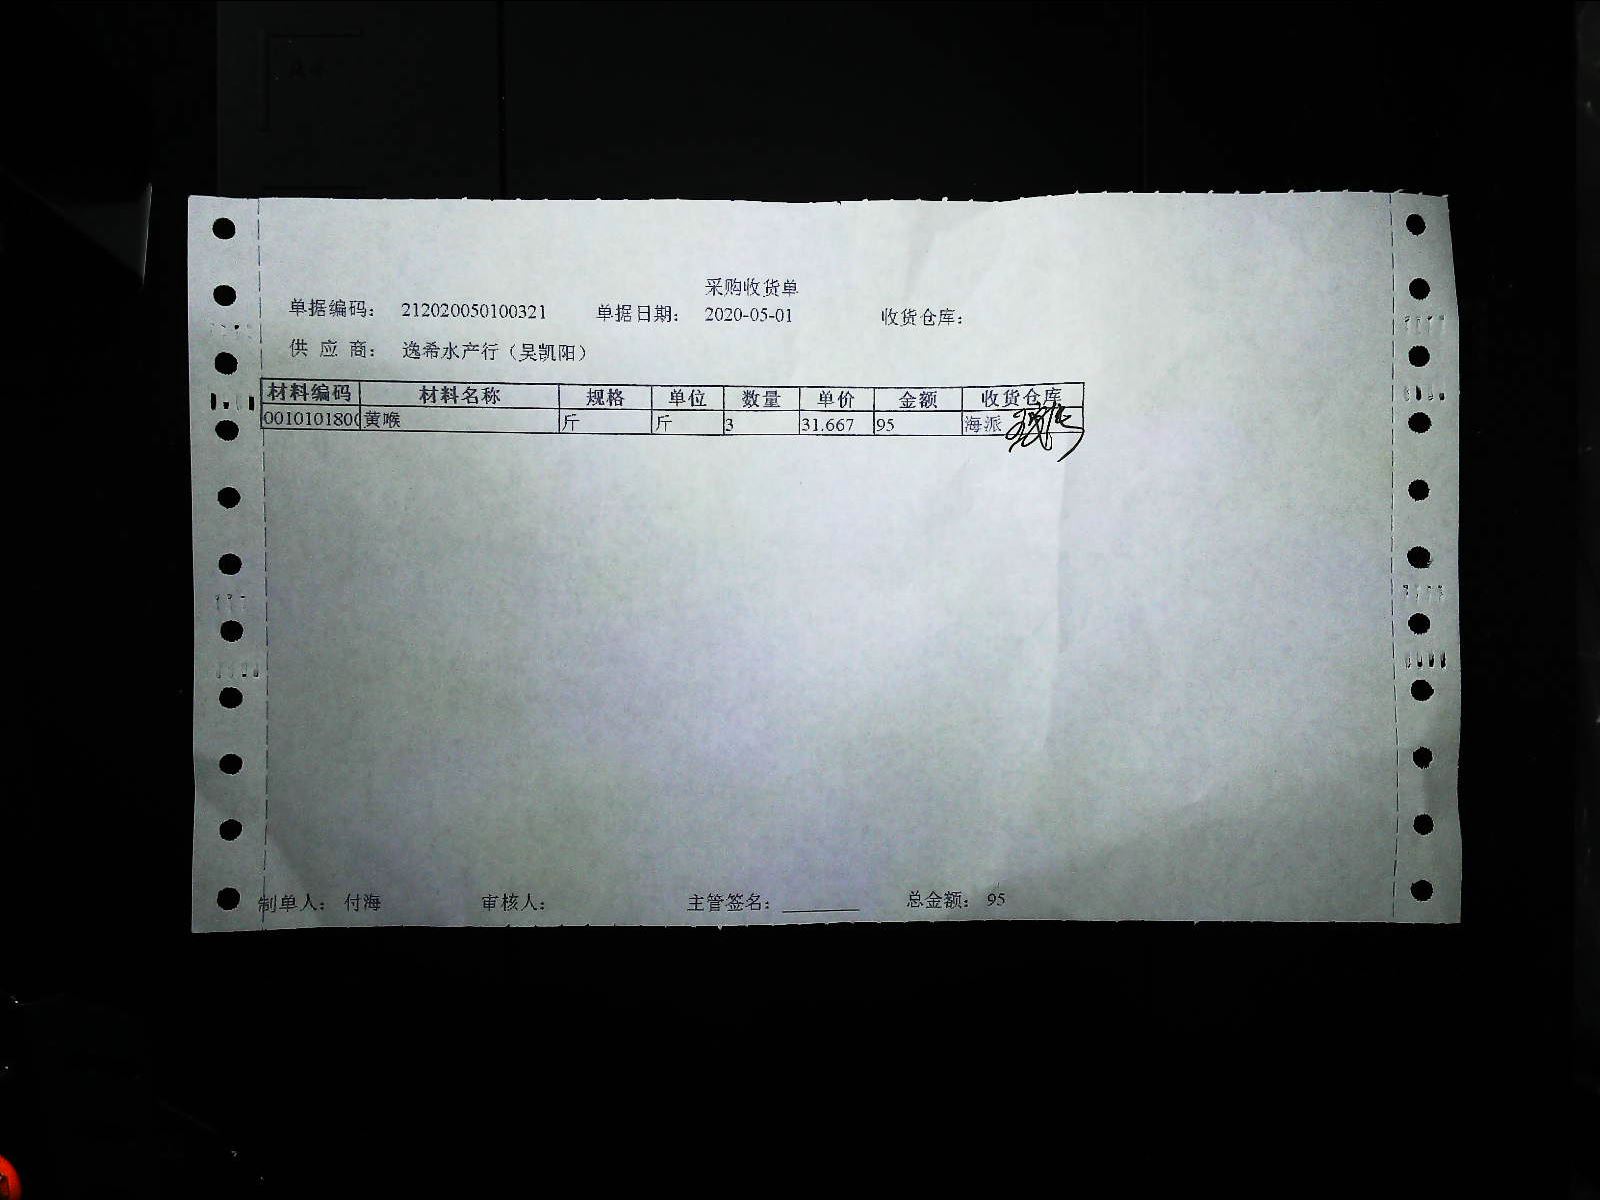 采购收货单
单据编码： 212020050100321 单据日期： 2020-05-01 收货仓库：
供 应 商： 逸希水产行（吴凯阳）
材料编码 材料名称 规格 单位 数量 单价 金额 收货仓库
0010101800 黄喉 斤 斤 3 31.667 95 海派
制单人： 付海 审核人： 主管签名： ________ 总金额： 95